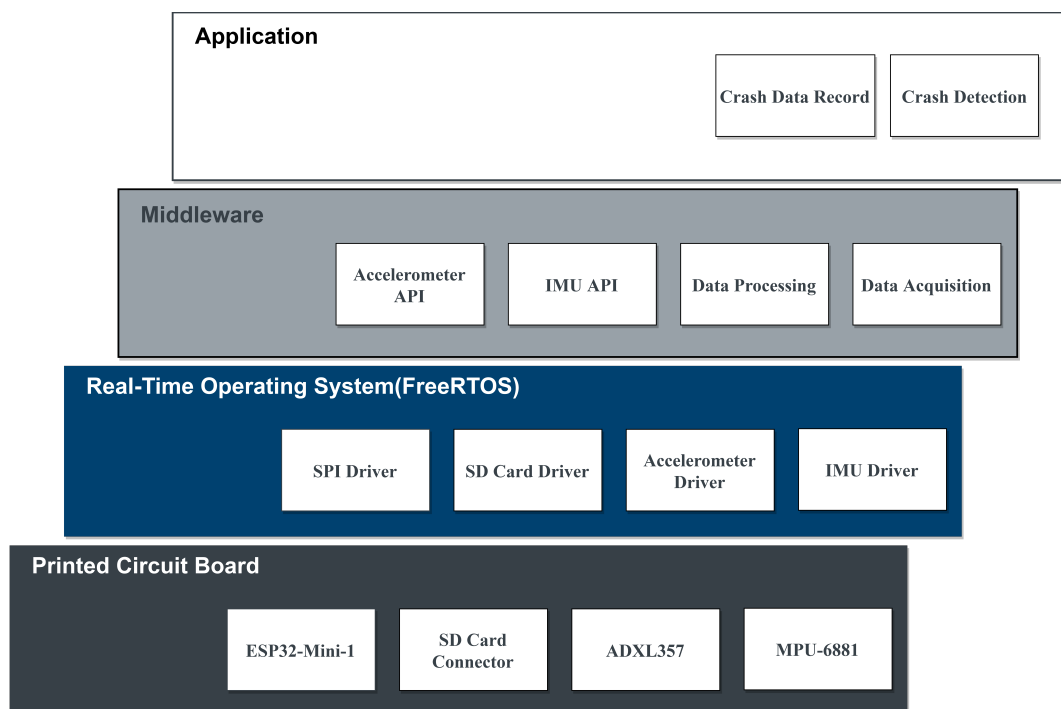 Application
Crash Data Record
Crash Detection
Middleware
Accelerometer
API
IMU API
Data Processing
Data Acquisition
Real-Time Operating System(FreeRTOS)
SPI Driver
SD Card Driver
Accelerometer
Driver
IMU Driver
Printed Circuit Board
ESP32-Mini-1
SD Card
Connector
ADXL357
MPU-6881